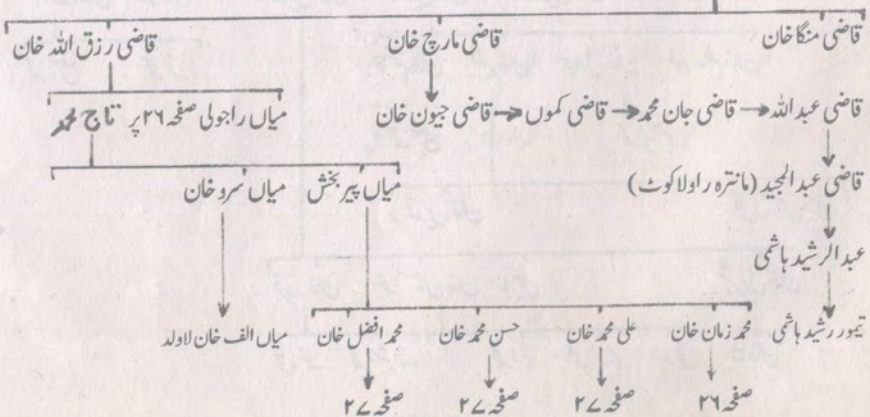 قاضی منگا خان قاضی مارچ خان قاضی رزق اللہ خان
قاضی عبداللہ قاضی جان محمد قاضی کموں قاضی جیون خان میاں راجولی صفحہ ۲۶ پر تاج محمد
قاضی عبدالمجید (مانترہ راولاکوٹ) میاں پیر بخش میاں سرو خان
عبدالرشید ہاشمی
تیمور رشید ہاشمی محمد زمان خان علی محمد خان حسن محمد خان محمد افضل خان میاں الف خان لاولد
صفحہ ۲۶ صفحہ ۲۷ صفحہ ۲۷ صفحہ ۲۷